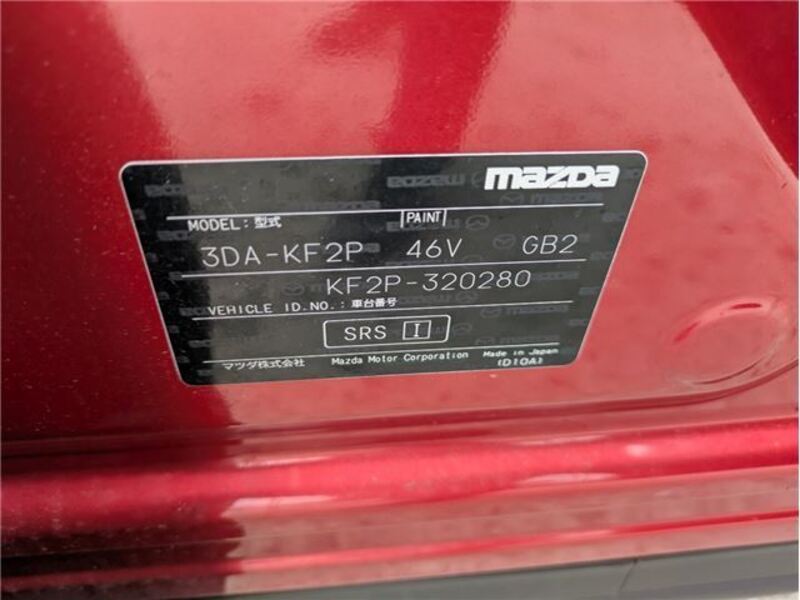 mazda
MODEL：型式 PAINT
3DA-KF2P 46V GB2
KF2P-320280
VEHICLE ID.NO.：車台番号
SRS I
マツダ株式会社 Mazda Motor Corporation Made in Japan
(D10A)